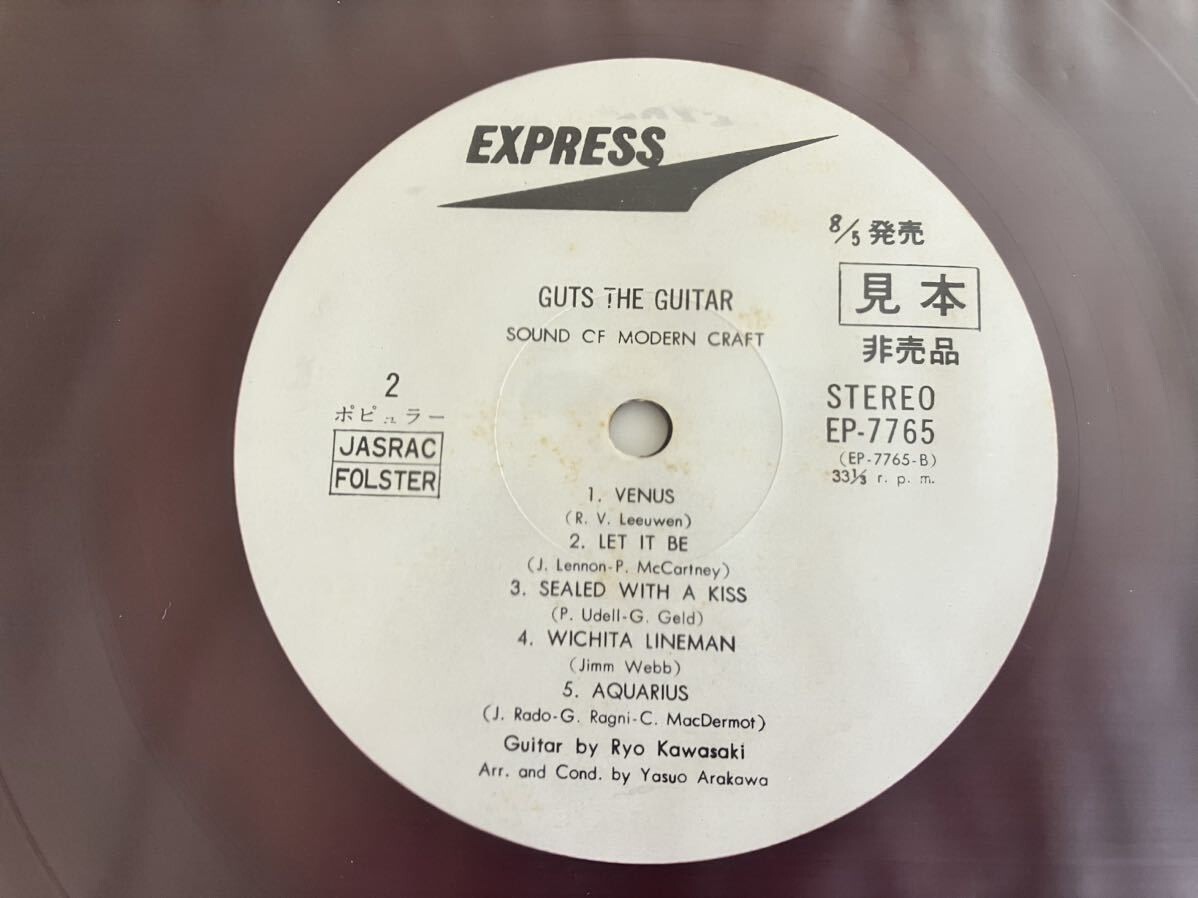 EXPRESS
8/5 発売
見本
非売品
GUTS THE GUITAR
SOUND CF MODERN CRAFT
2
ポピュラー
JASRAC
FOLSTER
STEREO
EP-7765
(EP-7765-B)
33⅓ r. p. m.
1. VENUS
(R. V. Leeuwen)
2. LET IT BE
(J. Lennon-P. McCartney)
3. SEALED WITH A KISS
(P. Udell-G. Geld)
4. WICHITA LINEMAN
(Jimm Webb)
5. AQUARIUS
(J. Rado-G. Ragni-C. MacDermot)
Guitar by Ryo Kawasaki
Arr. and Cond. by Yasuo Arakawa